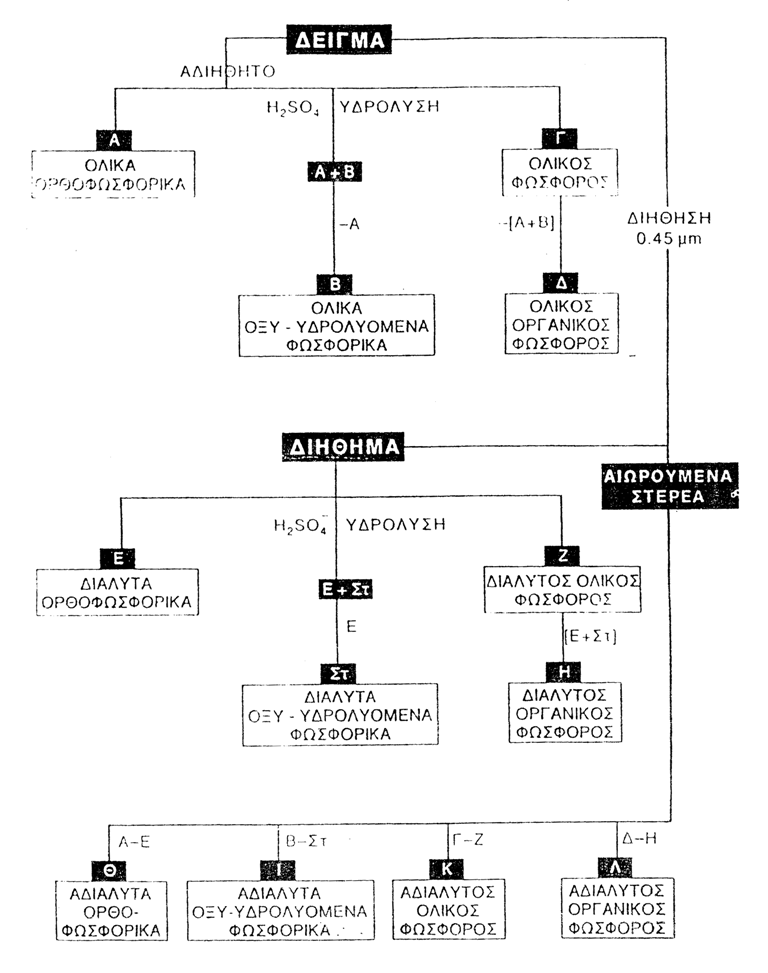 ΔΕΙΓΜΑ
ΑΔΙΗΘΗΤΟ
H₂SO₄ ΥΔΡΟΛΥΣΗ
Α
ΟΛΙΚΑ
ΟΡΘΟΦΩΣΦΟΡΙΚΑ
Α+Β
–Α
Β
ΟΛΙΚΑ
ΟΞΥ - ΥΔΡΟΛΥΟΜΕΝΑ
ΦΩΣΦΟΡΙΚΑ
Γ
ΟΛΙΚΟΣ
ΦΩΣΦΟΡΟΣ
–[Α+Β]
Δ
ΟΛΙΚΟΣ
ΟΡΓΑΝΙΚΟΣ
ΦΩΣΦΟΡΟΣ
ΔΙΗΘΗΣΗ
0.45 μm
ΔΙΗΘΗΜΑ
ΑΙΩΡΟΥΜΕΝΑ
ΣΤΕΡΕΑ
H₂SO₄ ΥΔΡΟΛΥΣΗ
Ε
ΔΙΑΛΥΤΑ
ΟΡΘΟΦΩΣΦΟΡΙΚΑ
Ε+Στ
Ε
Στ
ΔΙΑΛΥΤΑ
ΟΞΥ - ΥΔΡΟΛΥΟΜΕΝΑ
ΦΩΣΦΟΡΙΚΑ
Ζ
ΔΙΑΛΥΤΟΣ ΟΛΙΚΟΣ
ΦΩΣΦΟΡΟΣ
[Ε+Στ]
Η
ΔΙΑΛΥΤΟΣ
ΟΡΓΑΝΙΚΟΣ
ΦΩΣΦΟΡΟΣ
Α–Ε
Θ
ΑΔΙΑΛΥΤΑ
ΟΡΘΟ-
ΦΩΣΦΟΡΙΚΑ
Β–Στ
Ι
ΑΔΙΑΛΥΤΑ
ΟΞΥ-ΥΔΡΟΛΥΟΜΕΝΑ
ΦΩΣΦΟΡΙΚΑ
Γ–Ζ
Κ
ΑΔΙΑΛΥΤΟΣ
ΟΛΙΚΟΣ
ΦΩΣΦΟΡΟΣ
Δ–Η
Λ
ΑΔΙΑΛΥΤΟΣ
ΟΡΓΑΝΙΚΟΣ
ΦΩΣΦΟΡΟΣ